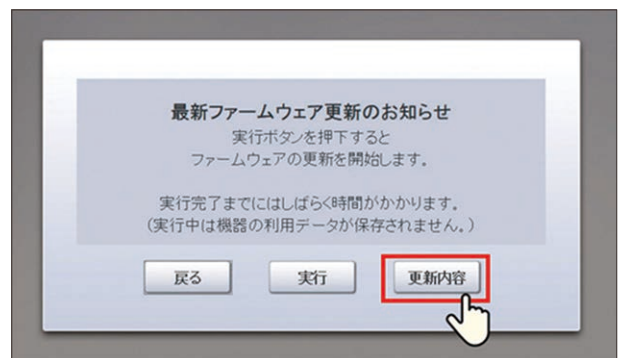 最新ファームウェア更新のお知らせ
実行ボタンを押下すると
ファームウェアの更新を開始します。
実行完了までにはしばらく時間がかかります。
(実行中は機器の利用データが保存されません。)
戻る
実行
更新内容